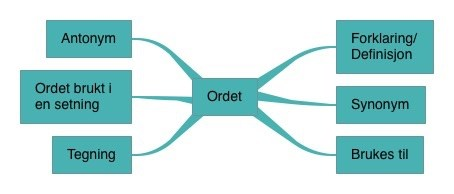 Antonym
Ordet brukt i
en setning
Tegning
Ordet
Forklaring/
Definisjon
Synonym
Brukes til